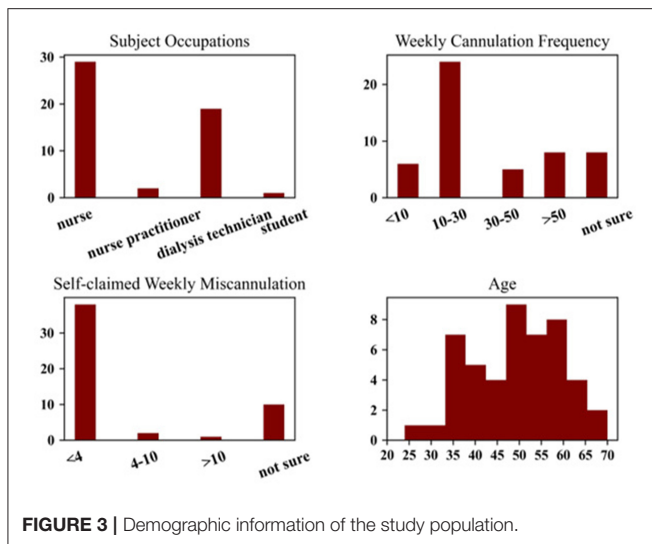 Subject Occupations
30
20
10
0
nurse
nurse practitioner
dialysis technician
student
Weekly Cannulation Frequency
20
10
0
<10
10-30
30-50
>50
not sure
Self-claimed Weekly Miscannulation
30
20
10
0
<4
4-10
>10
not sure
Age
8
6
4
2
0
20 25 30 35 40 45 50 55 60 65 70
FIGURE 3 | Demographic information of the study population.